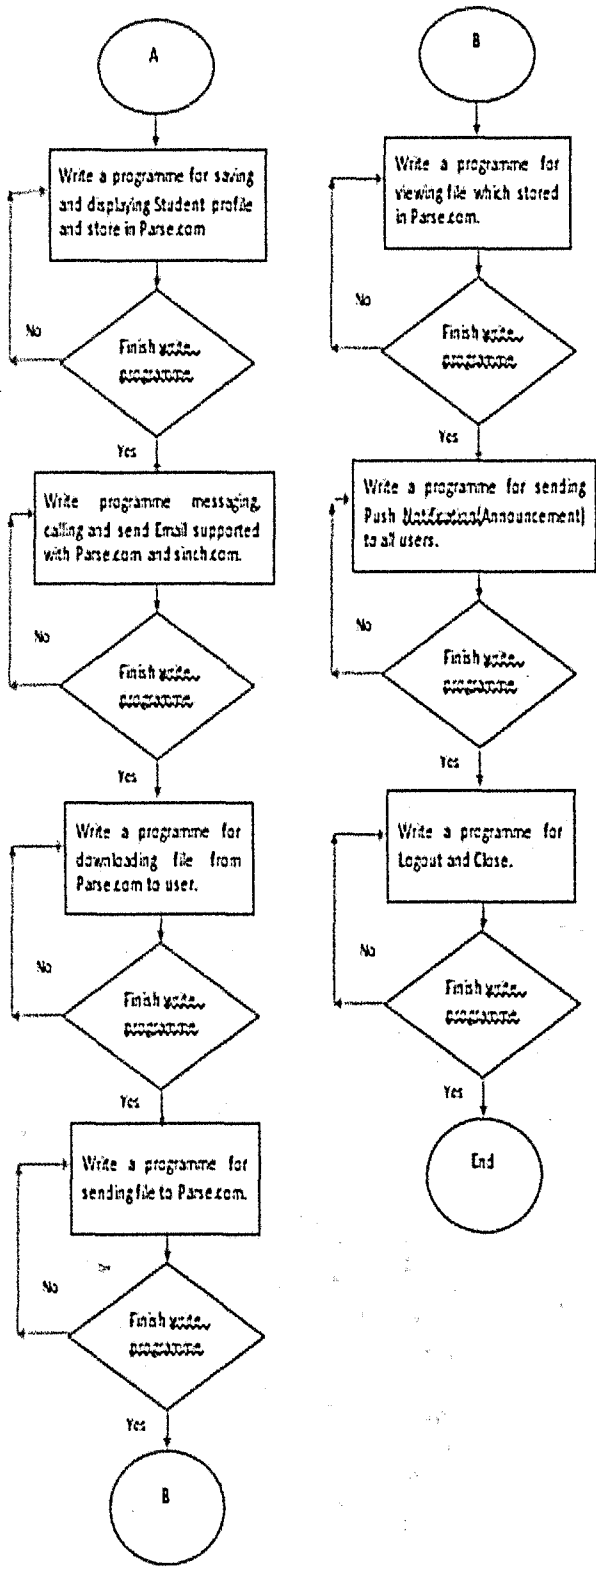 A
Write a programme for saving
and displaying Student profile
and store in Parse.com
No
Finish write
programme
Yes
Write programme messaging,
calling and send Email supported
with Parse.com and sinch.com.
No
Finish write
programme
Yes
Write a programme for
downloading file from
Parse.com to user.
No
Finish write
programme
Yes
Write a programme for
sending file to Parse.com.
No
Finish write
programme
Yes
B
B
Write a programme for
viewing file which stored
in Parse.com.
No
Finish write
programme
Yes
Write a programme for sending
Push Notification(Announcement)
to all users.
No
Finish write
programme
Yes
Write a programme for
Logout and Close.
No
Finish write
programme
Yes
End